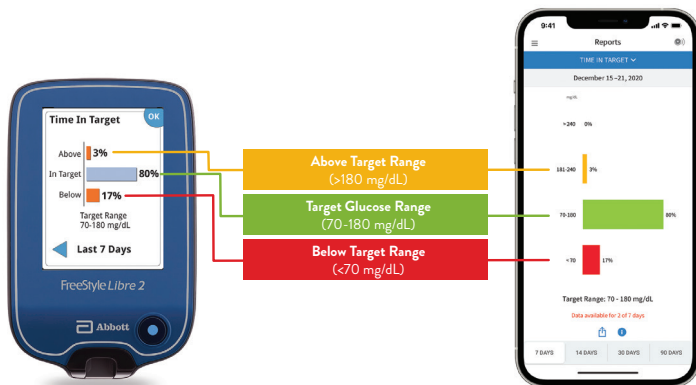 Time In Target
OK
Above 3%
In Target 80%
Below 17%
Target Range
70-180 mg/dL
Last 7 Days
FreeStyle Libre 2
Abbott
Above Target Range
(>180 mg/dL)
Target Glucose Range
(70-180 mg/dL)
Below Target Range
(<70 mg/dL)
9:41
Reports
TIME IN TARGET
December 15-21, 2020
mg/dL
>240 0%
181-240 3%
70-180 80%
<70 17%
Target Range: 70 - 180 mg/dL
Data available for 2 of 7 days
7 DAYS 14 DAYS 30 DAYS 90 DAYS